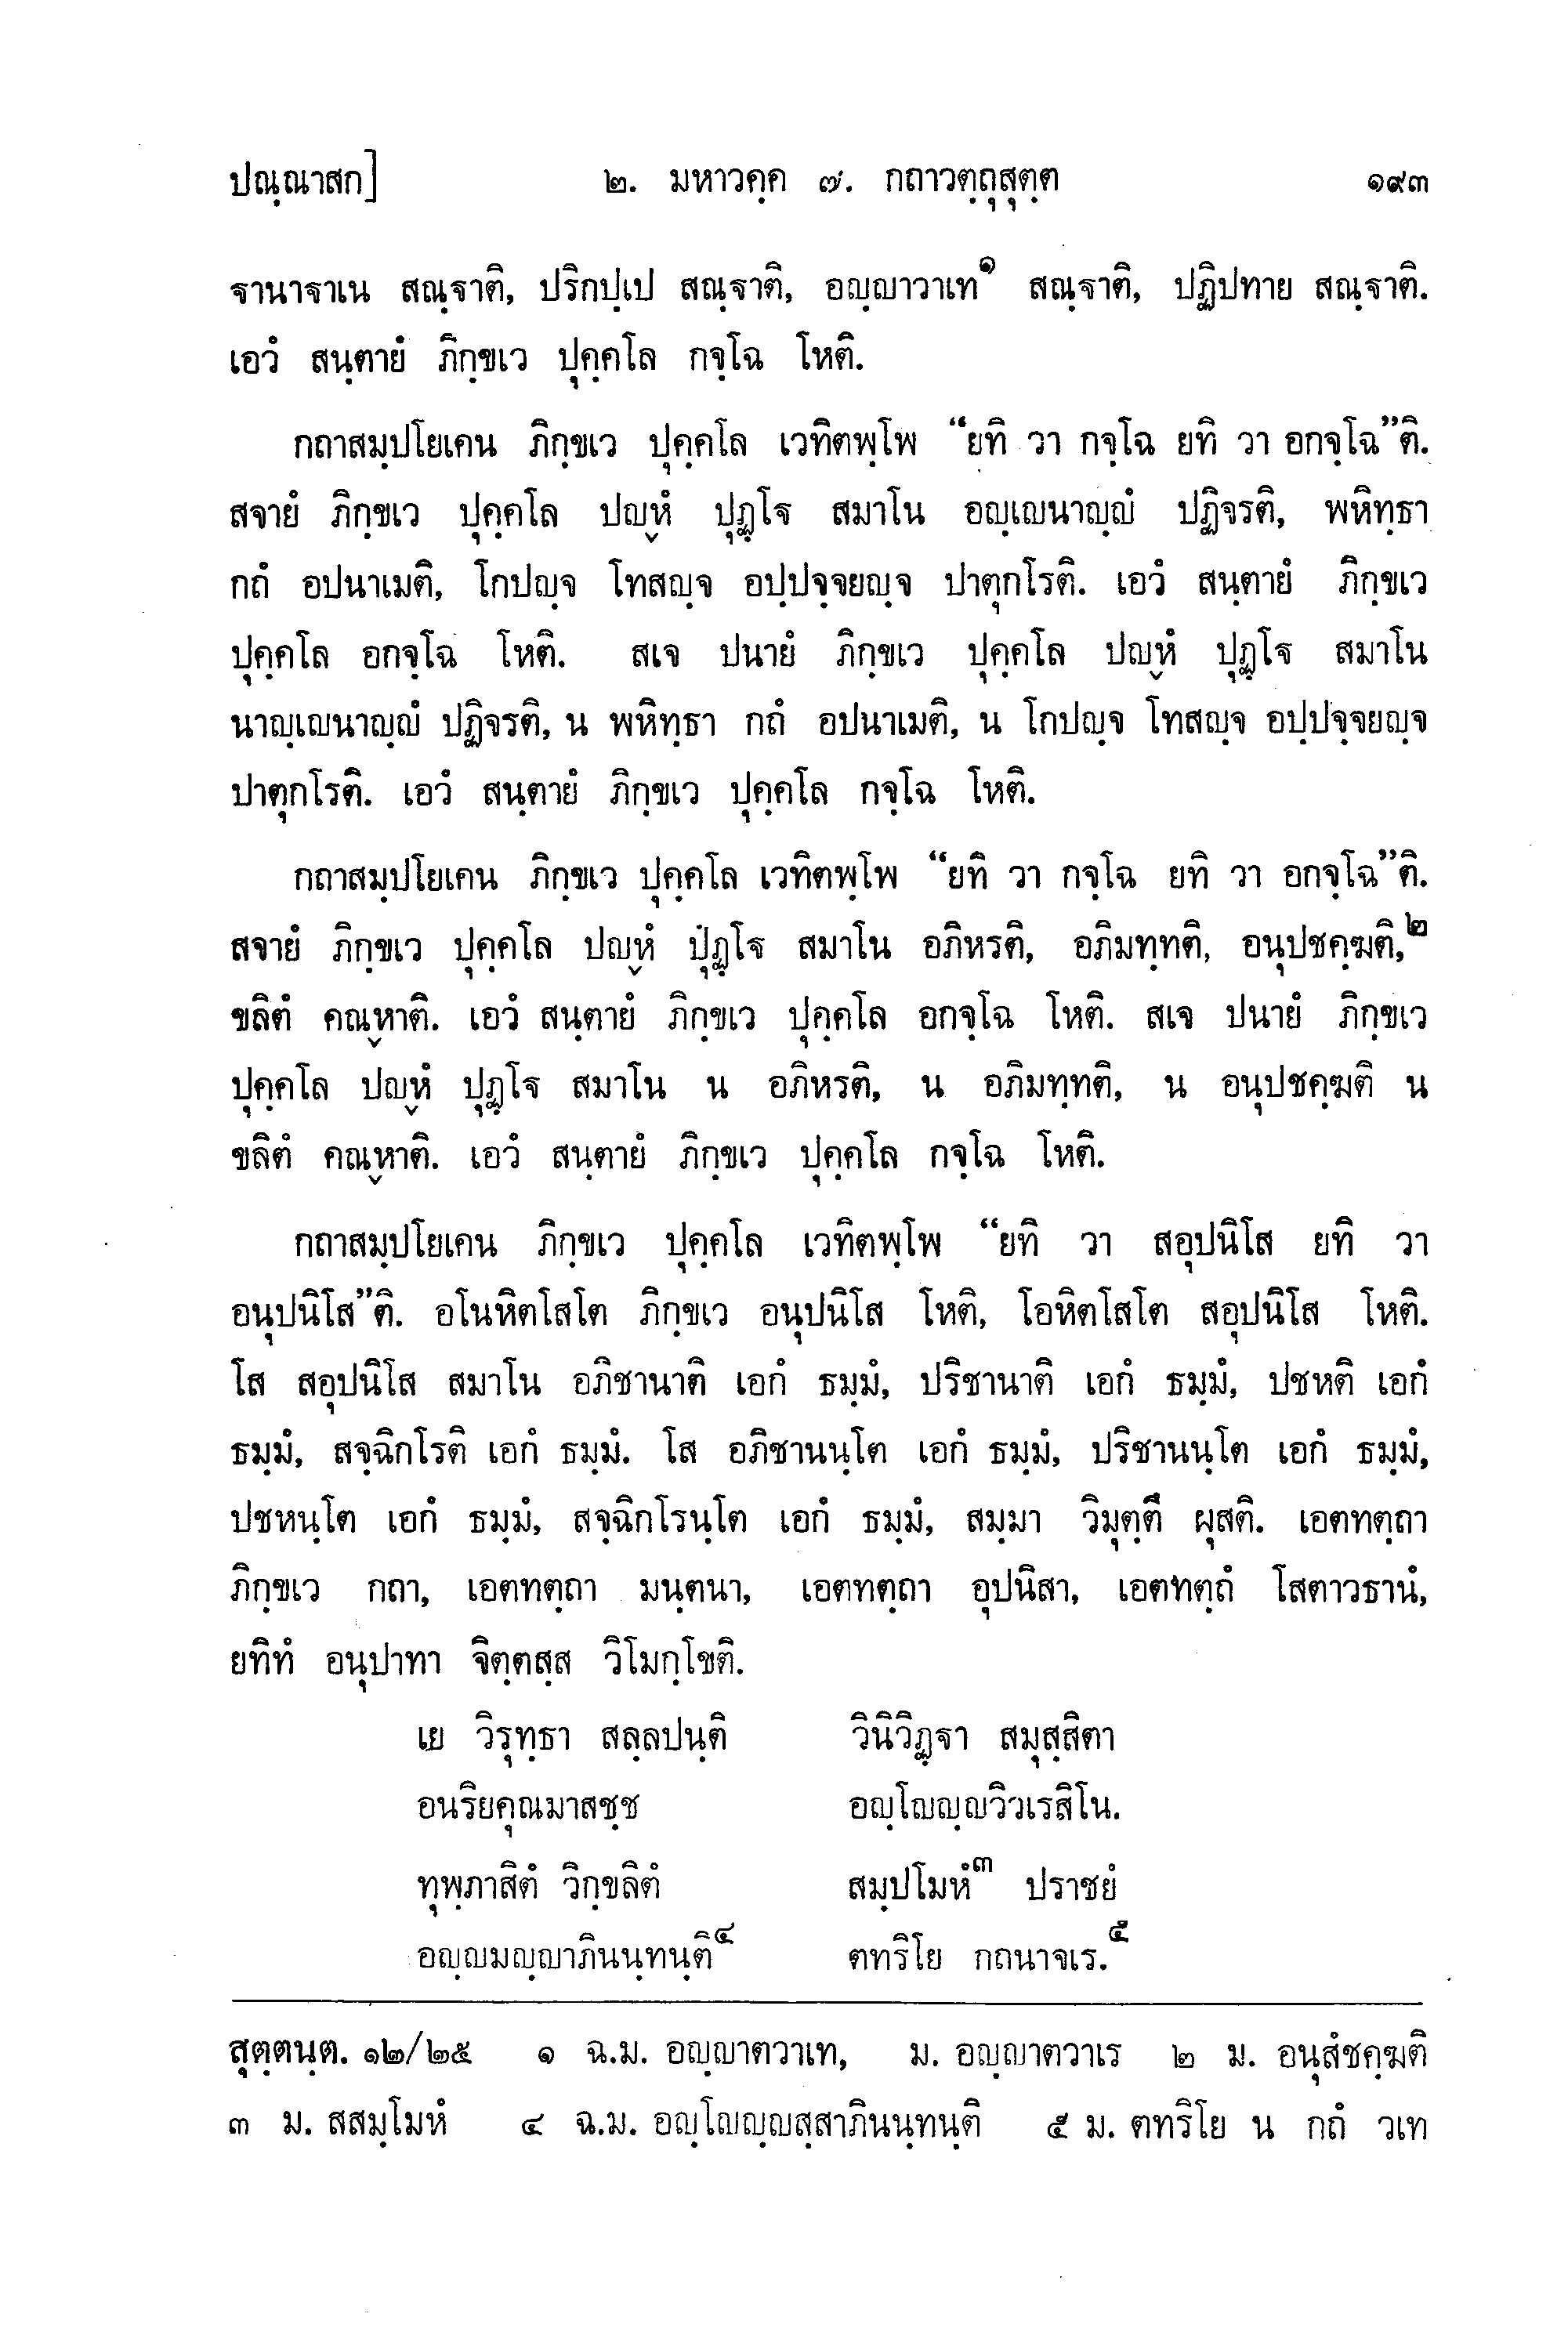 ปณฺณาสก] ๒. มหาวคฺค ๗. กถาวตฺถุสุตฺต ๑๙๓
ฐานาฐาเน สณฺฐาติ, ปริกปฺเป สณฺฐาติ, อญฺญาวาเท๑ สณฺฐาติ, ปฏิปทาย สณฺฐาติ.
เอวํ สนฺตายํ ภิกฺขเว ปุคฺคโล กจฺโฉ โหติ.
กถาสมฺปโยเคน ภิกฺขเว ปุคฺคโล เวทิตพฺโพ “ยทิ วา กจฺโฉ ยทิ วา อกจฺโฉ”ติ.
สจายํ ภิกฺขเว ปุคฺคโล ปญฺหํ ปุฏฺโฐ สมาโน อญฺเญนาญฺญํ ปฏิจรติ, พหิทฺธา
กถํ อปนาเมติ, โกปญฺจ โทสญฺจ อปฺปจฺจยญฺจ ปาตุกโรติ. เอวํ สนฺตายํ ภิกฺขเว
ปุคฺคโล อกจฺโฉ โหติ. สเจ ปนายํ ภิกฺขเว ปุคฺคโล ปญฺหํ ปุฏฺโฐ สมาโน
นาญฺเญนาญฺญํ ปฏิจรติ, น พหิทฺธา กถํ อปนาเมติ, น โกปญฺจ โทสญฺจ อปฺปจฺจยญฺจ
ปาตุกโรติ. เอวํ สนฺตายํ ภิกฺขเว ปุคฺคโล กจฺโฉ โหติ.
กถาสมฺปโยเคน ภิกฺขเว ปุคฺคโล เวทิตพฺโพ “ยทิ วา กจฺโฉ ยทิ วา อกจฺโฉ”ติ.
สจายํ ภิกฺขเว ปุคฺคโล ปญฺหํ ปุฏฺโฐ สมาโน อภิหรติ, อภิมทฺทติ, อนุปชคฺฆติ,๒
ขลิตํ คณฺหาติ. เอวํ สนฺตายํ ภิกฺขเว ปุคฺคโล อกจฺโฉ โหติ. สเจ ปนายํ ภิกฺขเว
ปุคฺคโล ปญฺหํ ปุฏฺโฐ สมาโน น อภิหรติ, น อภิมทฺทติ, น อนุปชคฺฆติ น
ขลิตํ คณฺหาติ. เอวํ สนฺตายํ ภิกฺขเว ปุคฺคโล กจฺโฉ โหติ.
กถาสมฺปโยเคน ภิกฺขเว ปุคฺคโล เวทิตพฺโพ “ยทิ วา สอุปนิโส ยทิ วา
อนุปนิโส”ติ. อโนหิตโสโต ภิกฺขเว อนุปนิโส โหติ, โอหิตโสโต สอุปนิโส โหติ.
โส สอุปนิโส สมาโน อภิชานาติ เอกํ ธมฺมํ, ปริชานาติ เอกํ ธมฺมํ, ปชหติ เอกํ
ธมฺมํ, สจฺฉิกโรติ เอกํ ธมฺมํ. โส อภิชานนฺโต เอกํ ธมฺมํ, ปริชานนฺโต เอกํ ธมฺมํ,
ปชหนฺโต เอกํ ธมฺมํ, สจฺฉิกโรนฺโต เอกํ ธมฺมํ, สมฺมา วิมุตฺตึ ผุสติ. เอตทตฺถา
ภิกฺขเว กถา, เอตทตฺถา มนฺตนา, เอตทตฺถา อุปนิสา, เอตทตฺถํ โสตาวธานํ,
ยทิทํ อนุปาทา จิตฺตสฺส วิโมกฺโขติ.
เย วิรุทฺธา สลฺลปนฺติ วินิวิฏฺฐา สมุสฺสิตา
อนริยคุณมาสชฺช อญฺโญญฺญวิวเรสิโน.
ทุพฺภาสิตํ วิกฺขลิตํ สมฺปโมหํ๓ ปราชยํ
อญฺญมญฺญาภินนฺทนฺติ๔ ตทริโย กถนาจเร.๕
สุตฺตนฺต. ๑๒/๒๕ ๑ ฉ.ม. อญฺญาตวาเท, ม. อญฺญาตวาเร ๒ ม. อนุสํชคฺฆติ
๓ ม. สสมฺโมหํ ๔ ฉ.ม. อญฺโญญฺญสฺสาภินนฺทนฺติ ๕ ม. ตทริโย น กถํ วเท